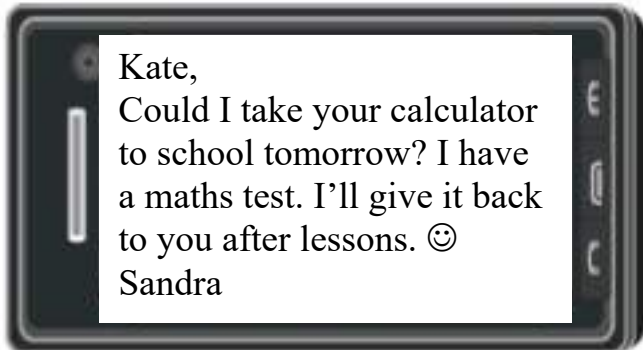 Kate,
Could I take your calculator
to school tomorrow? I have
a maths test. I’ll give it back
to you after lessons. ☺
Sandra